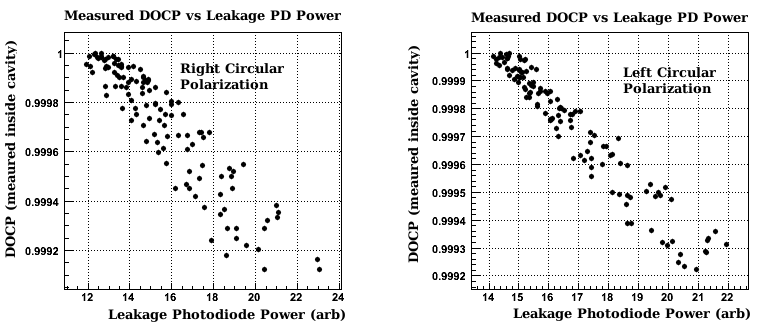 Measured DOCP vs Leakage PD Power
DOCP (meaured inside cavity)
1
0.9998
0.9996
0.9994
0.9992
Right Circular
Polarization
12 14 16 18 20 22 24
Leakage Photodiode Power (arb)
Measured DOCP vs Leakage PD Power
DOCP (meaured inside cavity)
1
0.9999
0.9998
0.9997
0.9996
0.9995
0.9994
0.9993
0.9992
Left Circular
Polarization
14 15 16 17 18 19 20 21 22
Leakage Photodiode Power (arb)